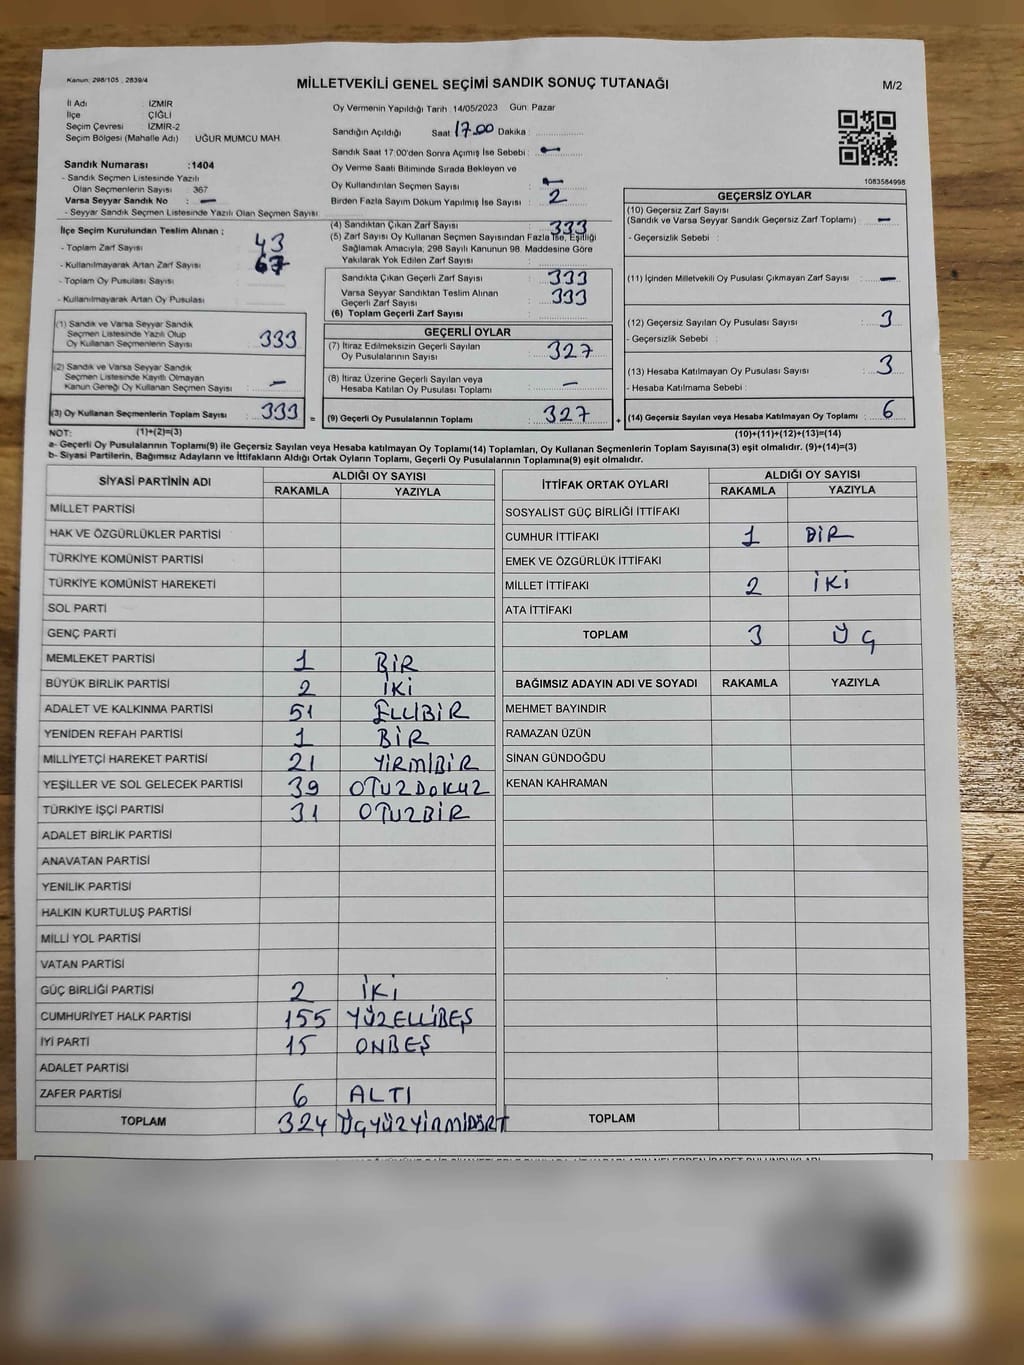 Kanun: 298/105 , 2839/4
MİLLETVEKİLİ GENEL SEÇİMİ SANDIK SONUÇ TUTANAĞI
M/2
İl Adı : İZMİR
İlçe : ÇİĞLİ
Seçim Çevresi : İZMİR-2
Seçim Bölgesi (Mahalle Adı) : UĞUR MUMCU MAH.
Sandık Numarası :1404
- Sandık Seçmen Listesinde Yazılı
Olan Seçmenlerin Sayısı : 367
Varsa Seyyar Sandık No : —
- Seyyar Sandık Seçmen Listesinde Yazılı Olan Seçmen Sayısı :
İlçe Seçim Kurulundan Teslim Alınan ;
- Toplam Zarf Sayısı : 43
- Kullanılmayarak Artan Zarf Sayısı : 67
- Toplam Oy Pusulası Sayısı :
- Kullanılmayarak Artan Oy Pusulası :
Oy Vermenin Yapıldığı Tarih :14/05/2023 Gün: Pazar
Sandığın Açıldığı Saat 17.00 Dakika :
Sandık Saat 17:00'den Sonra Açımış İse Sebebi : —
Oy Verme Saati Bitiminde Sırada Bekleyen ve
Oy Kullandırılan Seçmen Sayısı : —
Birden Fazla Sayım Döküm Yapılmış İse Sayısı : 2
(4) Sandıktan Çıkan Zarf Sayısı : 333
(5) Zarf Sayısı Oy Kullanan Seçmen Sayısından Fazla İse, Eşitliği
Sağlamak Amacıyla; 298 Sayılı Kanunun 98. Maddesine Göre
Yakılarak Yok Edilen Zarf Sayısı :
Sandıkta Çıkan Geçerli Zarf Sayısı : 333
Varsa Seyyar Sandıktan Teslim Alınan
Geçerli Zarf Sayısı : 333
(6) Toplam Geçerli Zarf Sayısı :
1083584998
GEÇERSİZ OYLAR
(10) Geçersiz Zarf Sayısı
(Sandık ve Varsa Seyyar Sandık Geçersiz Zarf Toplamı) : —
- Geçersizlik Sebebi :
(11) İçinden Milletvekili Oy Pusulası Çıkmayan Zarf Sayısı : —
(12) Geçersiz Sayılan Oy Pusulası Sayısı : 3
- Geçersizlik Sebebi :
(13) Hesaba Katılmayan Oy Pusulası Sayısı : 3
- Hesaba Katılmama Sebebi :
(14) Geçersiz Sayılan veya Hesaba Katılmayan Oy Toplamı : 6
(10)+(11)+(12)+(13)=(14)
(1) Sandık ve Varsa Seyyar Sandık
Seçmen Listesinde Yazılı Olup
Oy Kullanan Seçmenlerin Sayısı : 333
(2) Sandık ve Varsa Seyyar Sandık
Seçmen Listesinde Kayıtlı Olmayan
Kanun Gereği Oy Kullanan Seçmen Sayısı : —
(3) Oy Kullanan Seçmenlerin Toplam Sayısı : 333 =
(1)+(2)=(3)
GEÇERLİ OYLAR
(7) İtiraz Edilmeksizin Geçerli Sayılan
Oy Pusulalarının Sayısı : 327
(8) İtiraz Üzerine Geçerli Sayılan veya
Hesaba Katılan Oy Pusulası Toplamı : —
(9) Geçerli Oy Pusulalarının Toplamı : 327 +
NOT:
a- Geçerli Oy Pusulalarının Toplamı(9) ile Geçersiz Sayılan veya Hesaba katılmayan Oy Toplamı(14) Toplamları, Oy Kullanan Seçmenlerin Toplam Sayısına(3) eşit olmalıdır. (9)+(14)=(3)
b- Siyasi Partilerin, Bağımsız Adayların ve İttifakların Aldığı Ortak Oyların Toplamı, Geçerli Oy Pusulalarının Toplamına(9) eşit olmalıdır.
SİYASİ PARTİNİN ADI
ALDIĞI OY SAYISI
RAKAMLA YAZIYLA
MİLLET PARTİSİ
HAK VE ÖZGÜRLÜKLER PARTİSİ
TÜRKİYE KOMÜNİST PARTİSİ
TÜRKİYE KOMÜNİST HAREKETİ
SOL PARTİ
GENÇ PARTİ
MEMLEKET PARTİSİ 1 BİR
BÜYÜK BİRLİK PARTİSİ 2 İKİ
ADALET VE KALKINMA PARTİSİ 51 ELLİBİR
YENİDEN REFAH PARTİSİ 1 BİR
MİLLİYETÇİ HAREKET PARTİSİ 21 YİRMİBİR
YEŞİLLER VE SOL GELECEK PARTİSİ 39 OTUZDOKUZ
TÜRKİYE İŞÇİ PARTİSİ 31 OTUZBİR
ADALET BİRLİK PARTİSİ
ANAVATAN PARTİSİ
YENİLİK PARTİSİ
HALKIN KURTULUŞ PARTİSİ
MİLLİ YOL PARTİSİ
VATAN PARTİSİ
GÜÇ BİRLİĞİ PARTİSİ 2 İKİ
CUMHURİYET HALK PARTİSİ 155 YÜZELLİBEŞ
İYİ PARTİ 15 ONBEŞ
ADALET PARTİSİ
ZAFER PARTİSİ 6 ALTI
TOPLAM 324 ÜÇYÜZYİRMİDÖRT
İTTİFAK ORTAK OYLARI
ALDIĞI OY SAYISI
RAKAMLA YAZIYLA
SOSYALİST GÜÇ BİRLİĞİ İTTİFAKI
CUMHUR İTTİFAKI 1 BİR
EMEK VE ÖZGÜRLÜK İTTİFAKI
MİLLET İTTİFAKI 2 İKİ
ATA İTTİFAKI
TOPLAM 3 ÜÇ
BAĞIMSIZ ADAYIN ADI VE SOYADI RAKAMLA YAZIYLA
MEHMET BAYINDIR
RAMAZAN ÜZÜN
SİNAN GÜNDOĞDU
KENAN KAHRAMAN
TOPLAM